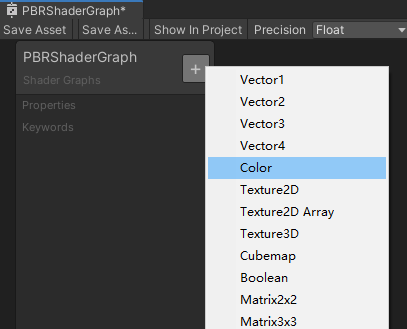 PBRShaderGraph*
Save Asset Save As... Show In Project Precision Float
PBRShaderGraph
Shader Graphs
+
Properties
Keywords
Vector1
Vector2
Vector3
Vector4
Color
Texture2D
Texture2D Array
Texture3D
Cubemap
Boolean
Matrix2x2
Matrix3x3